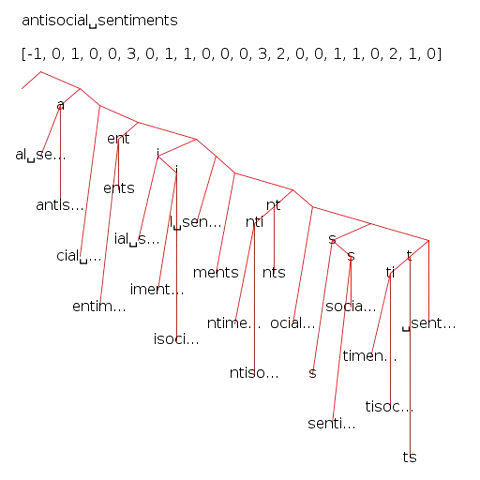 antisocial␣sentiments
[-1, 0, 1, 0, 0, 3, 0, 1, 1, 0, 0, 0, 3, 2, 0, 0, 1, 1, 0, 2, 1, 0]
a
ent
al␣se...
i
i
ents
antis...
nt
l␣sen...
nti
ial␣s...
s
cial␣...
s
t
ments
nts
ti
iment...
entim...
socia...
ntime...
ocial...
␣sent...
isoci...
timen...
ntiso...
s
tisoc...
senti...
ts